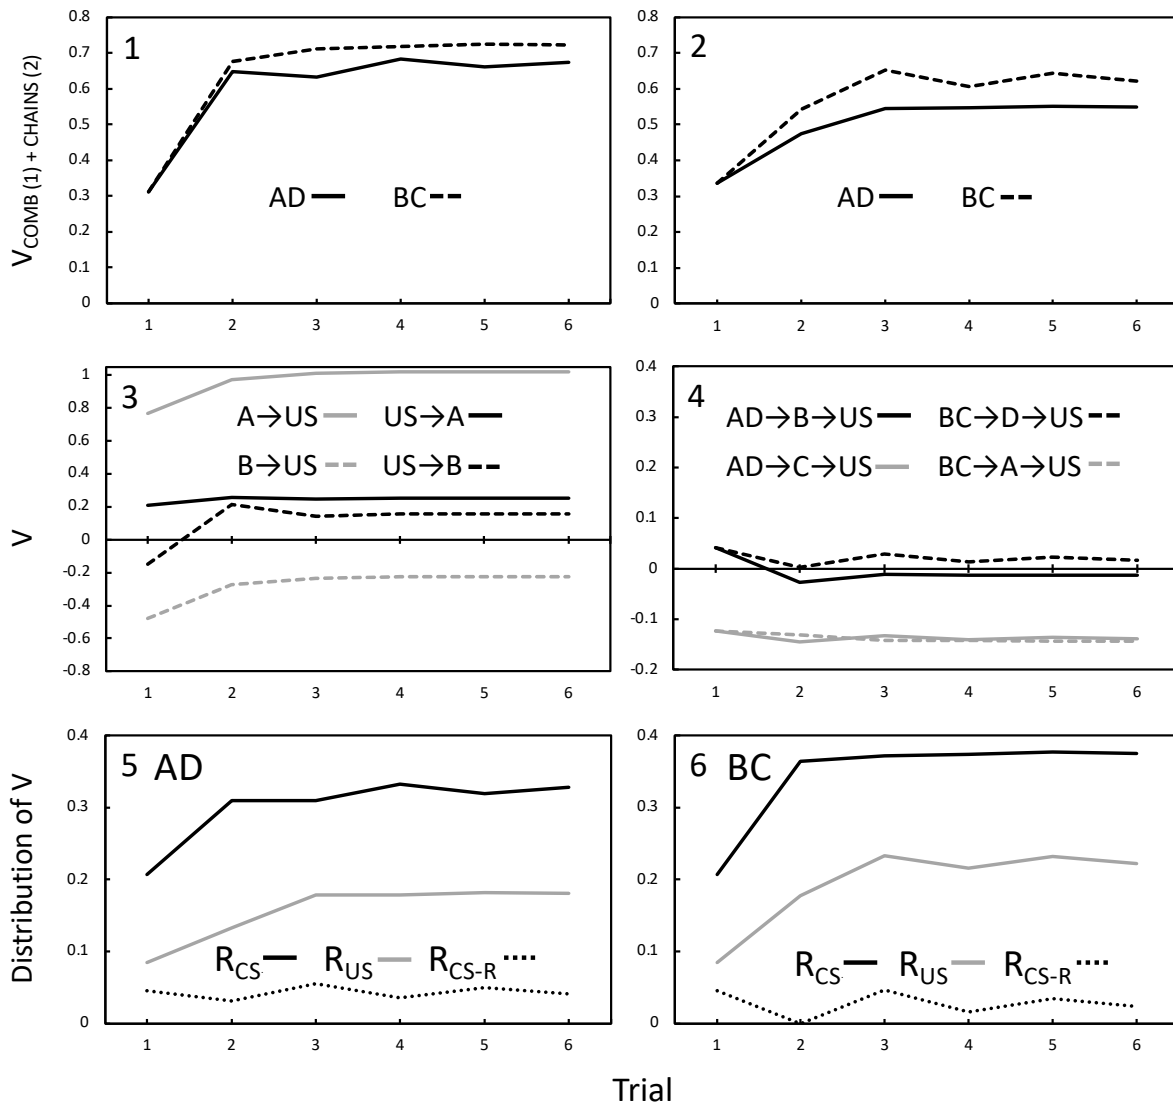 V COMB (1) + CHAINS (2)
1
0.8
0.7
0.6
0.5
0.4
0.3
0.2
0.1
0
AD BC
1 2 3 4 5 6
2
0.8
0.7
0.6
0.5
0.4
0.3
0.2
0.1
0
AD BC
1 2 3 4 5 6
V
3
1
0.8
0.6
0.4
0.2
0
-0.2
-0.4
-0.6
-0.8
A→US US→A
B→US US→B
1 2 3 4 5 6
4
0.4
0.3
0.2
0.1
0
-0.1
-0.2
AD→B→US BC→D→US
AD→C→US BC→A→US
1 2 3 4 5 6
Distribution of V
5 AD
0.4
0.3
0.2
0.1
0
RCS RUS RCS-R
1 2 3 4 5 6
6 BC
0.4
0.3
0.2
0.1
0
RCS RUS RCS-R
1 2 3 4 5 6
Trial